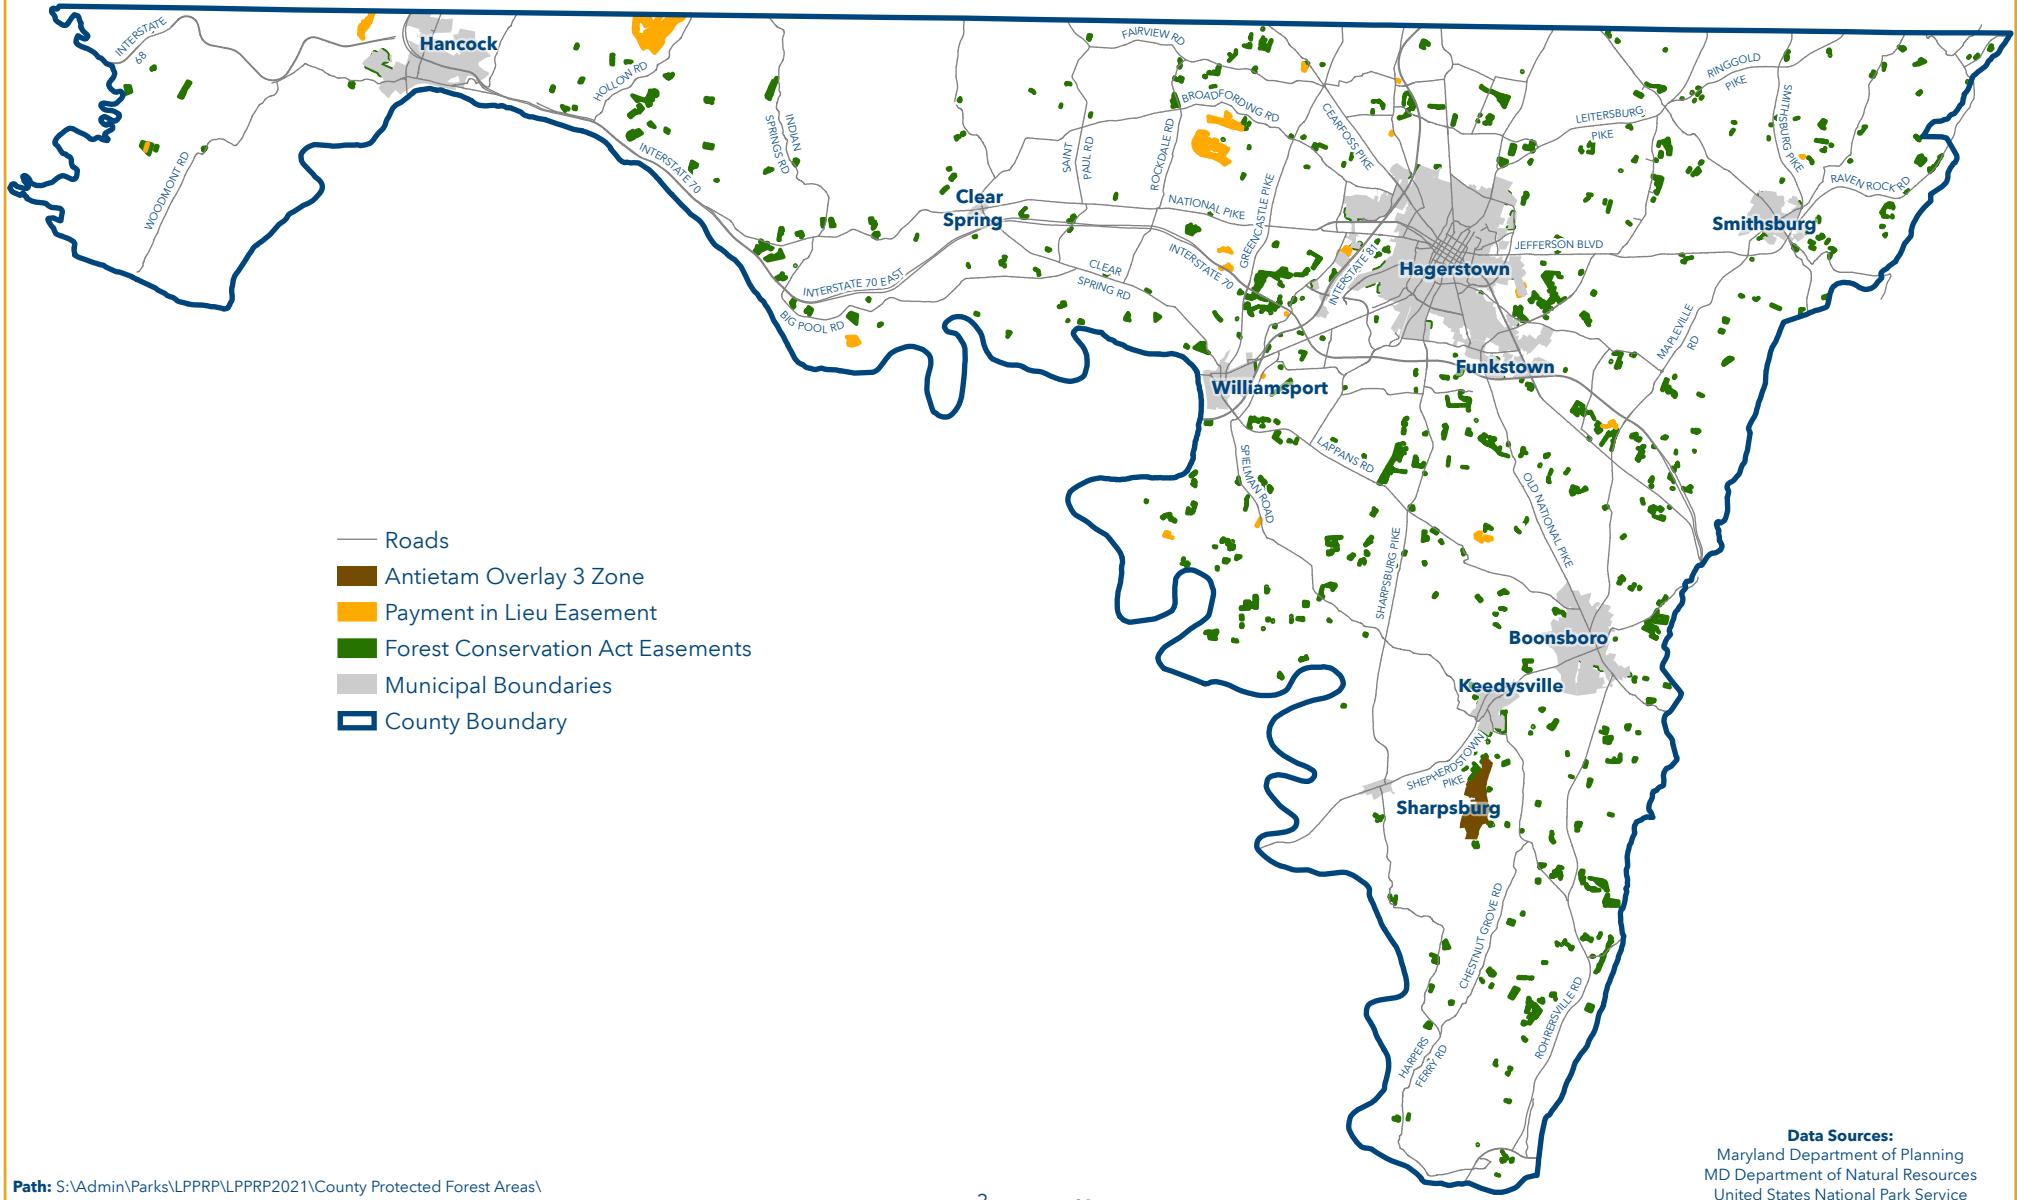 INTERSTATE
68
Hancock
HOLLOW RD
WOODMONT RD
INTERSTATE 70
INDIAN
SPRINGS RD
FAIRVIEW RD
BROADFORDING RD
SAINT
PAUL RD
ROCKDALE RD
CEARFOSS PIKE
LEITERSBURG
PIKE
RINGGOLD
PIKE
SMITHSBURG PIKE
RAVEN ROCK RD
Clear
Spring
NATIONAL PIKE
GREENCASTLE PIKE
INTERSTATE 70
INTERSTATE 81
Hagerstown
JEFFERSON BLVD
Smithsburg
INTERSTATE 70 EAST
BIG POOL RD
CLEAR
SPRING RD
MAPLEVILLE
RD
Funkstown
Williamsport
LAPPANS RD
SPIELMAN ROAD
OLD NATIONAL PIKE
SHARPSBURG PIKE
Roads
Antietam Overlay 3 Zone
Payment in Lieu Easement
Forest Conservation Act Easements
Municipal Boundaries
County Boundary
Boonsboro
Keedysville
SHEPHERDSTOWN
PIKE
Sharpsburg
CHESTNUT GROVE RD
ROHRERSVILLE RD
HARPERS
FERRY RD
Data Sources:
Maryland Department of Planning
MD Department of Natural Resources
United States National Park Service
Path: S:\Admin\Parks\LPPRP\LPPRP2021\County Protected Forest Areas\